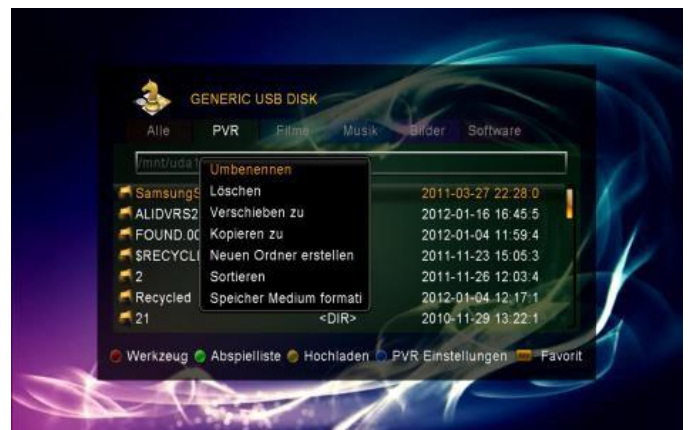 GENERIC USB DISK
Alle PVR Filme Musik Bilder Software
/mnt/uda1
Umbenennen
SamsungS 2011-03-27 22:28:0
Löschen
ALIDVRS2 Verschieben zu 2012-01-16 16:45:5
FOUND.00 Kopieren zu 2012-01-04 11:59:4
$RECYCLI Neuen Ordner erstellen 2011-11-23 15:05:3
2 Sortieren 2011-11-26 12:03:4
Recycled Speicher Medium formati 2012-01-04 12:17:1
21 <DIR> 2010-11-29 13:22:1
Werkzeug Abspielliste Hochladen PVR Einstellungen Favorit